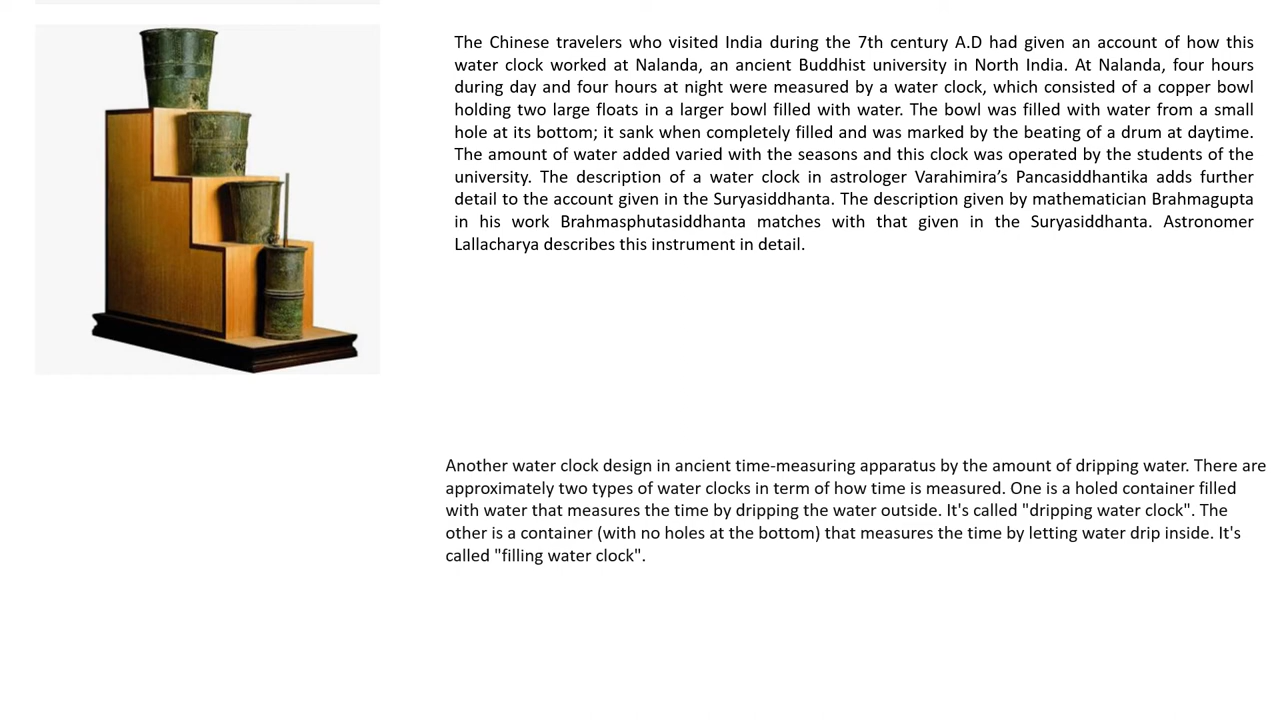 The Chinese travelers who visited India during the 7th century A.D had given an account of how this
water clock worked at Nalanda, an ancient Buddhist university in North India. At Nalanda, four hours
during day and four hours at night were measured by a water clock, which consisted of a copper bowl
holding two large floats in a larger bowl filled with water. The bowl was filled with water from a small
hole at its bottom; it sank when completely filled and was marked by the beating of a drum at daytime.
The amount of water added varied with the seasons and this clock was operated by the students of the
university. The description of a water clock in astrologer Varahimira’s Pancasiddhantika adds further
detail to the account given in the Suryasiddhanta. The description given by mathematician Brahmagupta
in his work Brahmasphutasiddhanta matches with that given in the Suryasiddhanta. Astronomer
Lallacharya describes this instrument in detail.
Another water clock design in ancient time-measuring apparatus by the amount of dripping water. There are
approximately two types of water clocks in term of how time is measured. One is a holed container filled
with water that measures the time by dripping the water outside. It's called "dripping water clock". The
other is a container (with no holes at the bottom) that measures the time by letting water drip inside. It's
called "filling water clock".